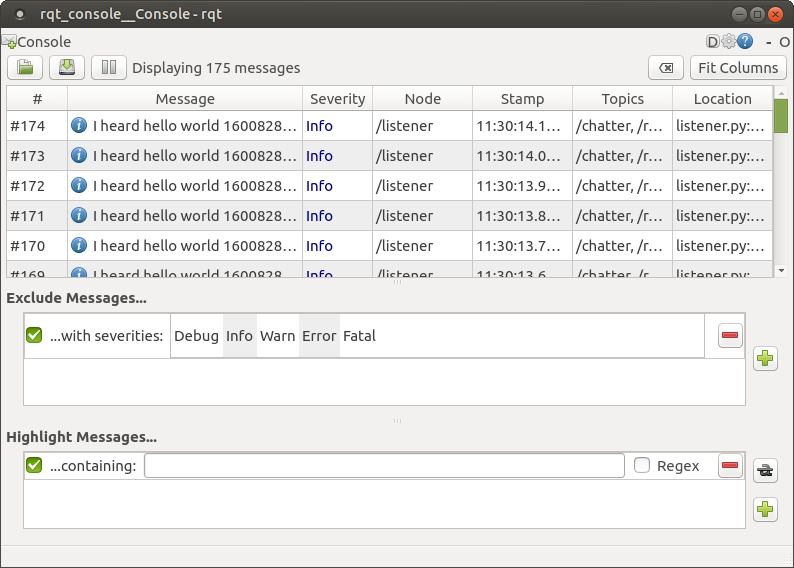 rqt_console__Console - rqt
Console D - O
Displaying 175 messages Fit Columns
# Message Severity Node Stamp Topics Location
#174 I heard hello world 1600828... Info /listener 11:30:14.1... /chatter, /r... listener.py:...
#173 I heard hello world 1600828... Info /listener 11:30:14.0... /chatter, /r... listener.py:...
#172 I heard hello world 1600828... Info /listener 11:30:13.9... /chatter, /r... listener.py:...
#171 I heard hello world 1600828... Info /listener 11:30:13.8... /chatter, /r... listener.py:...
#170 I heard hello world 1600828... Info /listener 11:30:13.7... /chatter, /r... listener.py:...
#169 I heard hello world 1600828... Info /listener 11:30:13.6... /chatter, /r... listener.py:...
Exclude Messages...
...with severities: Debug Info Warn Error Fatal
Highlight Messages...
...containing: Regex